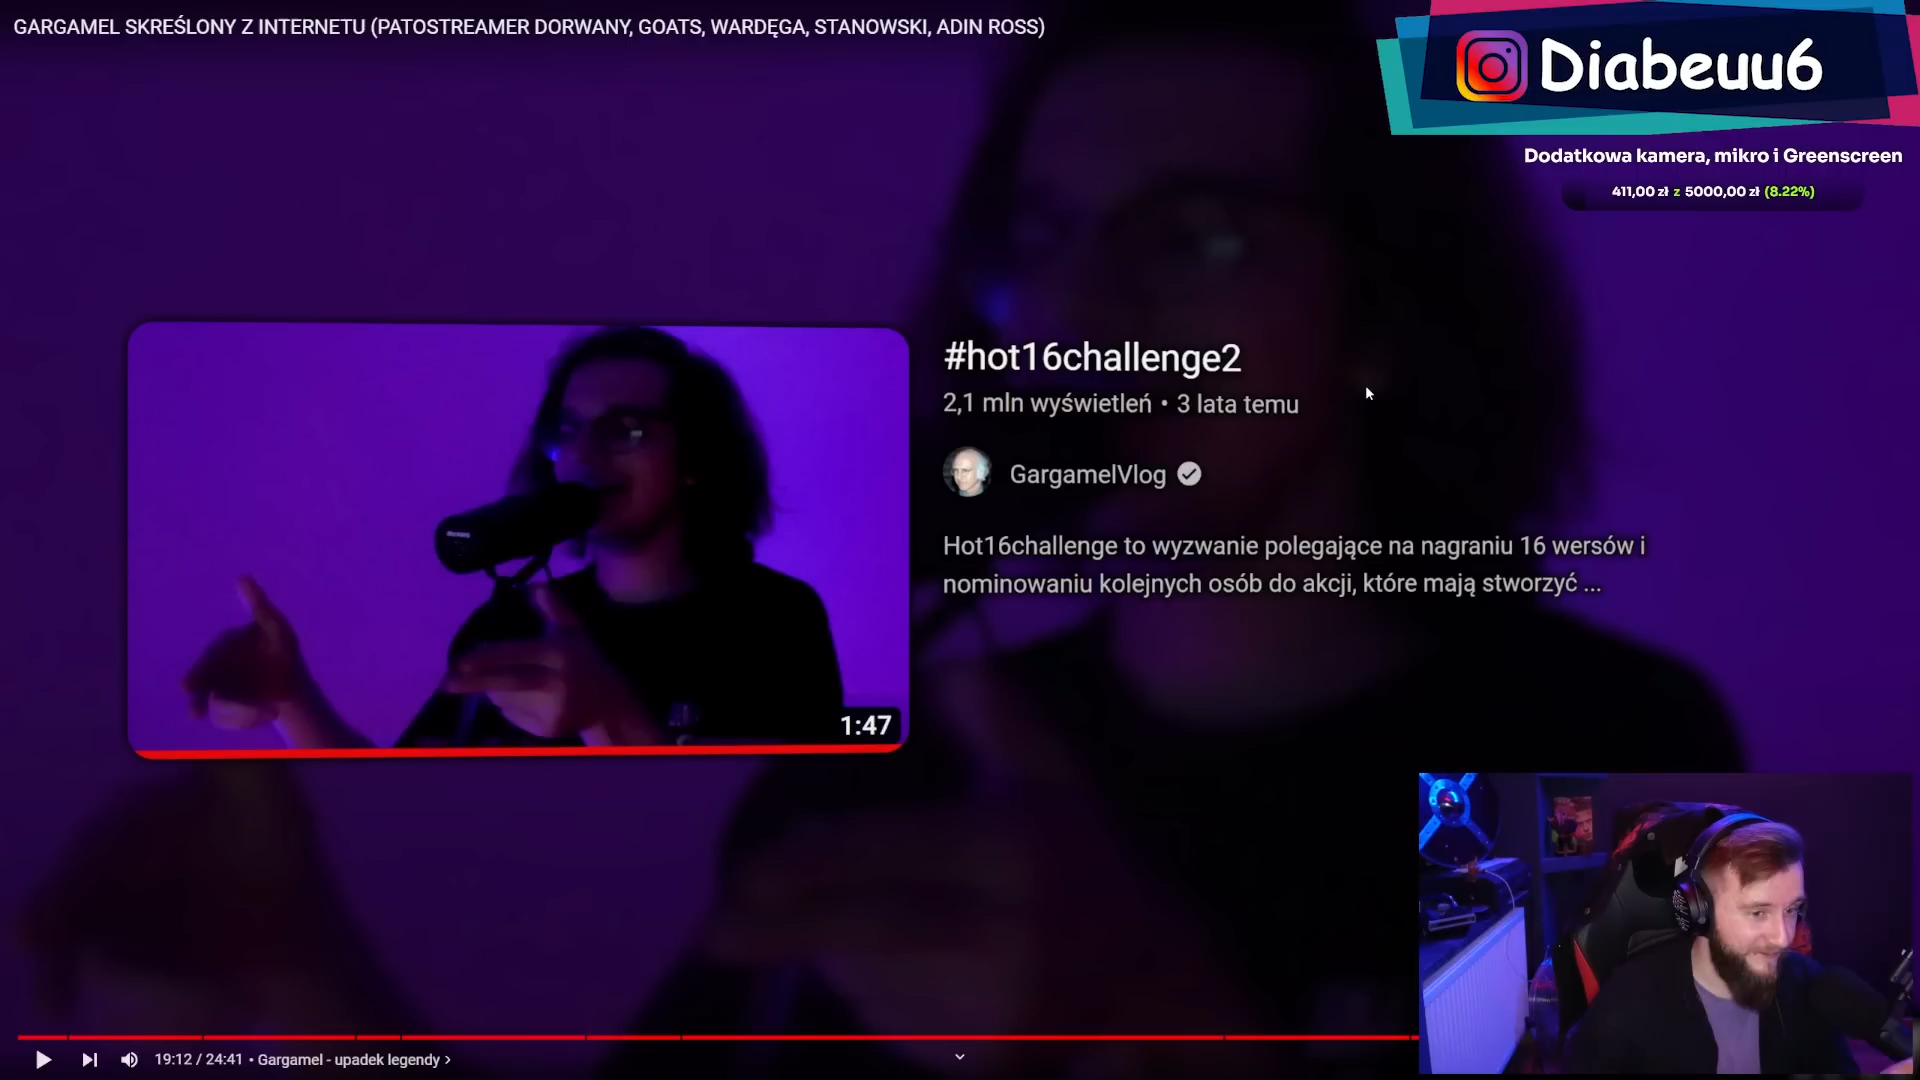 GARGAMEL SKREŚLONY Z INTERNETU (PATOSTREAMER DORWANY, GOATS, WARDĘGA, STANOWSKI, ADIN ROSS)
Diabeuu6
Dodatkowa kamera, mikro i Greenscreen
411,00 zł z 5000,00 zł (8.22%)
#hot16challenge2
2,1 mln wyświetleń • 3 lata temu
GargamelVlog
Hot16challenge to wyzwanie polegające na nagraniu 16 wersów i
nominowaniu kolejnych osób do akcji, które mają stworzyć ...
1:47
19:12 / 24:41 • Gargamel - upadek legendy >